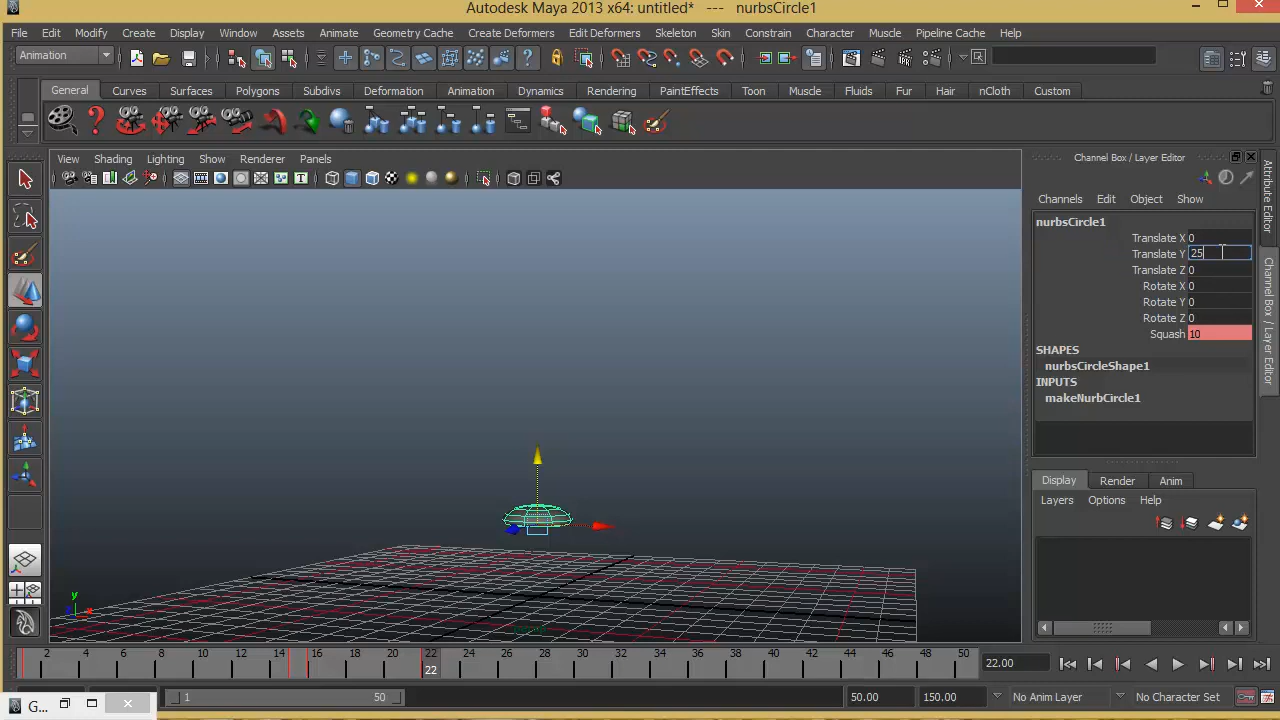 Autodesk Maya 2013 x64: untitled* --- nurbsCircle1
File Edit Modify Create Display Window Assets Animate Geometry Cache Create Deformers Edit Deformers Skeleton Skin Constrain Character Muscle Pipeline Cache Help
Animation
General Curves Surfaces Polygons Subdivs Deformation Animation Dynamics Rendering PaintEffects Toon Muscle Fluids Fur Hair nCloth Custom
View Shading Lighting Show Renderer Panels
Channel Box / Layer Editor
Channels Edit Object Show
nurbsCircle1
Translate X 0
Translate Y 25
Translate Z 0
Rotate X 0
Rotate Y 0
Rotate Z 0
Squash 10
SHAPES
nurbsCircleShape1
INPUTS
makeNurbCircle1
Attribute Editor
Channel Box / Layer Editor
Display Render Anim
Layers Options Help
y
x
2 4 6 8 10 12 14 16 18 20 22 24 26 28 30 32 34 36 38 40 42 44 46 48 50
22
22.00
1 50
50.00 150.00 No Anim Layer No Character Set
G...